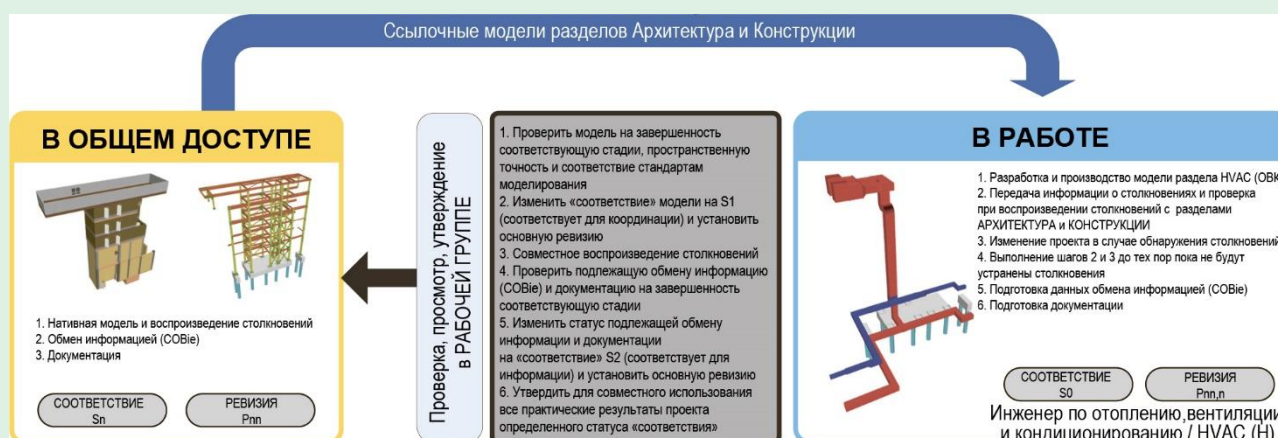 Ссылочные модели разделов Архитектура и Конструкции
В ОБЩЕМ ДОСТУПЕ
1. Нативная модель и воспроизведение столкновений
2. Обмен информацией (COBie)
3. Документация
СООТВЕТСТВИЕ
Sn
РЕВИЗИЯ
Pnn
Проверка, просмотр, утверждение
в РАБОЧЕЙ ГРУППЕ
1. Проверить модель на завершенность
соответствующую стадии, пространственную
точность и соответствие стандартам
моделирования
2. Изменить «соответствие» модели на S1
(соответствует для координации) и установить
основную ревизию
3. Совместное воспроизведение столкновений
4. Проверить подлежащую обмену информацию
(COBie) и документацию на завершенность
соответствующую стадии
5. Изменить статус подлежащей обмену
информации и документации
на «соответствие» S2 (соответствует для
информации) и установить основную ревизию
6. Утвердить для совместного использования
все практические результаты проекта
определенного статуса «соответствия»
В РАБОТЕ
1. Разработка и производство модели раздела HVAC (ОВК
2. Передача информации о столкновениях и проверка
при воспроизведении столкновений с разделами
АРХИТЕКТУРА и КОНСТРУКЦИИ
3. Изменение проекта в случае обнаружения столкновений
4. Выполнение шагов 2 и 3 до тех пор пока не будут
устранены столкновения
5. Подготовка данных обмена информацией (COBie)
6. Подготовка документации
СООТВЕТСТВИЕ
S0
РЕВИЗИЯ
Pnn,n
Инженер по отоплению,вентиляции
и кондиционированию / HVAC (H)